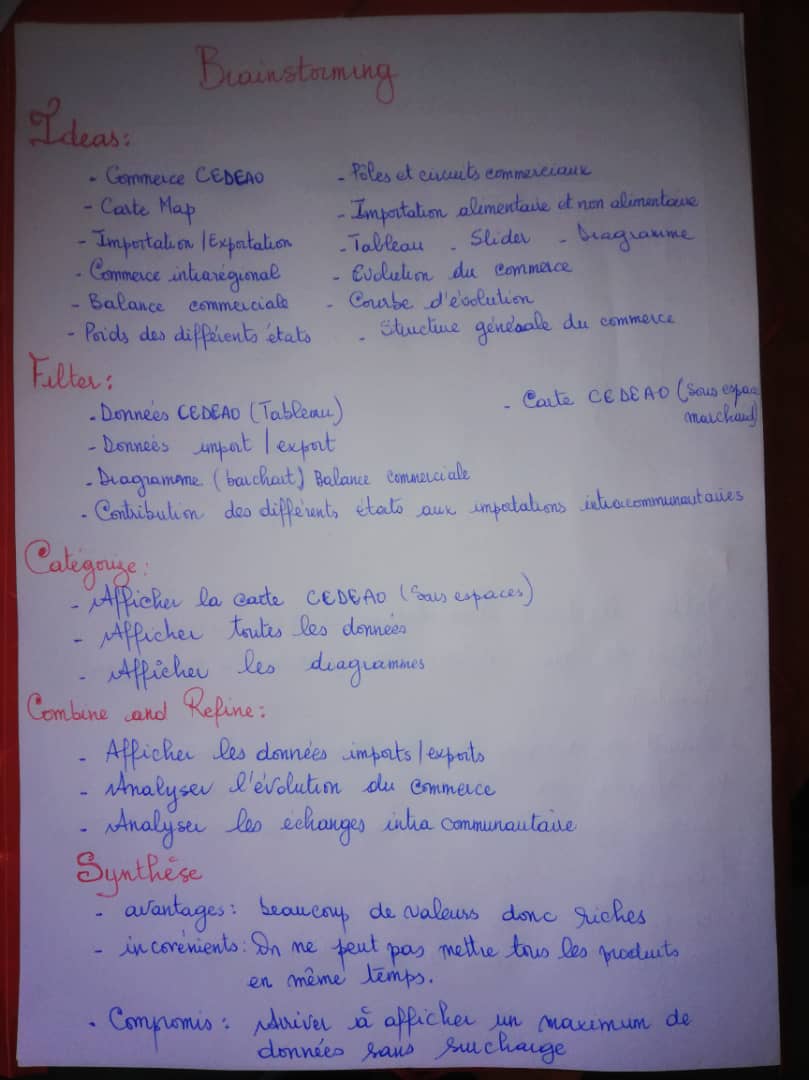 Brainstorming
Ideas:
- Commerce CEDEAO
- Carte Map
- Importation / Exportation
- Commerce intrarégional
- Balance commerciale
- Poids des différents états
- Pôles et circuits commerciaux
- Importation alimentaire et non alimentaire
- Tableau - Slider - Diagramme
- Evolution du commerce
- Courbe d'évolution
- Structure générale du commerce
Filter:
- Données CEDEAO (Tableau)
- Données import / export
- Diagramme (barchart) Balance commerciale
- Contribution des différents états aux importations intracommunautaires
- Carte CEDEAO (Sous espace
marchand)
Categorize:
- Afficher la carte CEDEAO (Sous espaces)
- Afficher toutes les données
- Afficher les diagrammes
Combine and Refine:
- Afficher les données imports / exports
- Analyser l'évolution du commerce
- Analyser les échanges intra communautaire
Synthèse
- avantages: beaucoup de valeurs donc riches
- incovénients: On ne peut pas mettre tous les produits
en même temps.
- Compromis: Arriver à afficher un maximum de
données sans surcharge